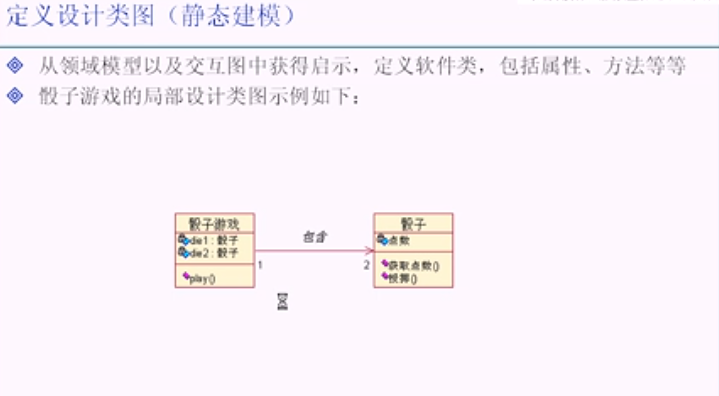 定义设计类图（静态建模）
从领域模型以及交互图中获得启示，定义软件类，包括属性、方法等等
骰子游戏的局部设计类图示例如下：
骰子游戏
die1 : 骰子
die2 : 骰子
play()
包含
1
2
骰子
点数
获取点数()
投掷()